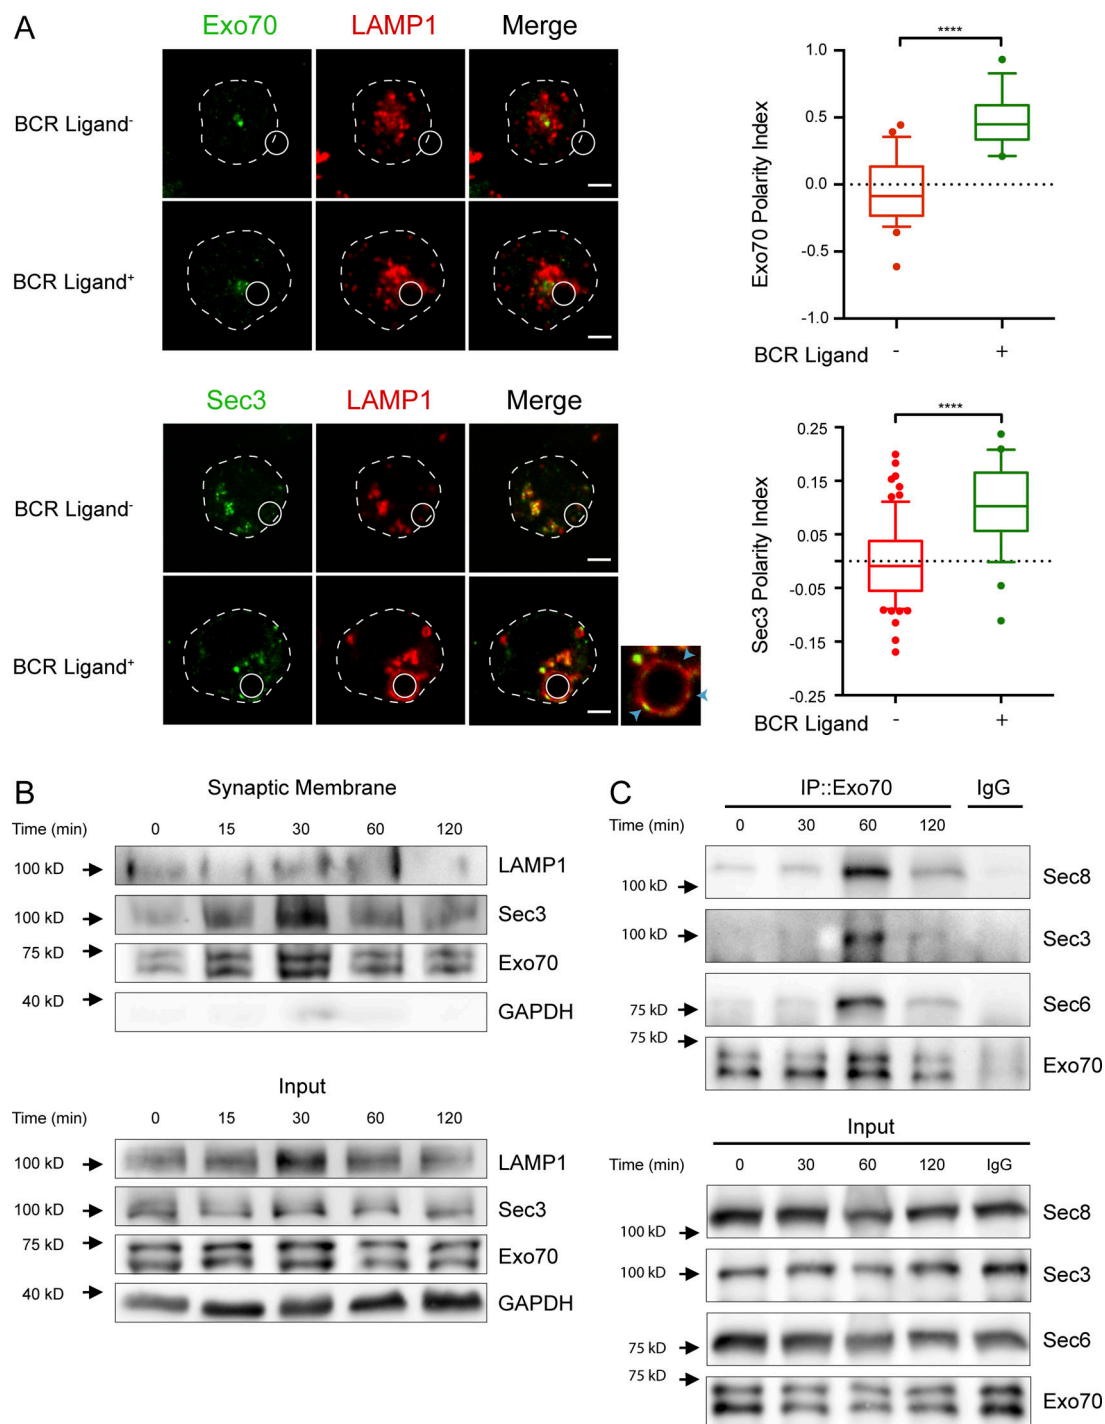 A
Exo70 LAMP1 Merge
BCR Ligand-
BCR Ligand+
Exo70 Polarity Index
1.0
0.5
0.0
-0.5
-1.0
****
BCR Ligand - +
Sec3 LAMP1 Merge
BCR Ligand-
BCR Ligand+
Sec3 Polarity Index
0.25
0.15
0.05
-0.05
-0.15
-0.25
****
BCR Ligand - +
B
Synaptic Membrane
Time (min) 0 15 30 60 120
100 kD LAMP1
100 kD Sec3
75 kD Exo70
40 kD GAPDH
Input
Time (min) 0 15 30 60 120
100 kD LAMP1
100 kD Sec3
75 kD Exo70
40 kD GAPDH
C
IP::Exo70 IgG
Time (min) 0 30 60 120
100 kD Sec8
100 kD Sec3
75 kD Sec6
75 kD Exo70
Input
Time (min) 0 30 60 120 IgG
100 kD Sec8
100 kD Sec3
75 kD Sec6
75 kD Exo70